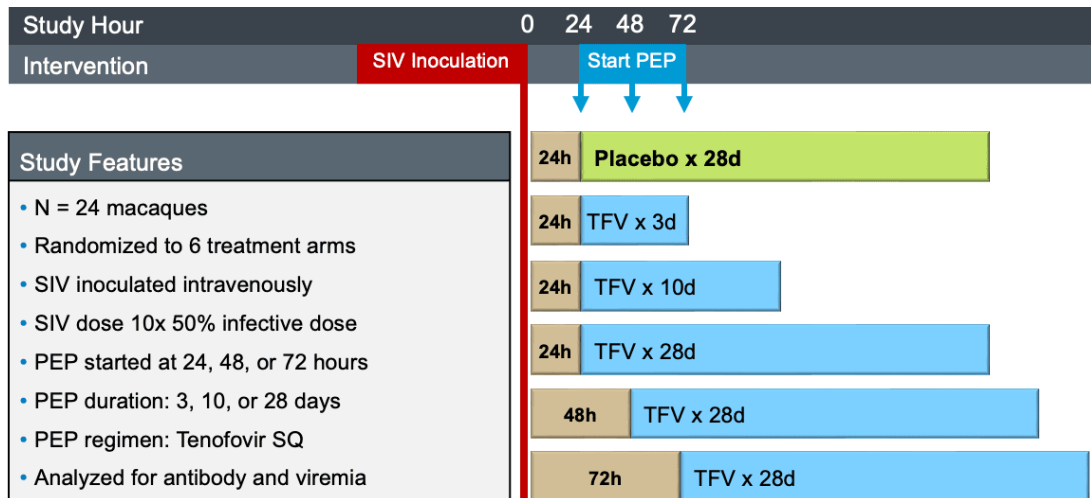 Study Hour 0 24 48 72
Intervention SIV Inoculation Start PEP
Study Features
• N = 24 macaques
• Randomized to 6 treatment arms
• SIV inoculated intravenously
• SIV dose 10x 50% infective dose
• PEP started at 24, 48, or 72 hours
• PEP duration: 3, 10, or 28 days
• PEP regimen: Tenofovir SQ
• Analyzed for antibody and viremia
24h Placebo x 28d
24h TFV x 3d
24h TFV x 10d
24h TFV x 28d
48h TFV x 28d
72h TFV x 28d